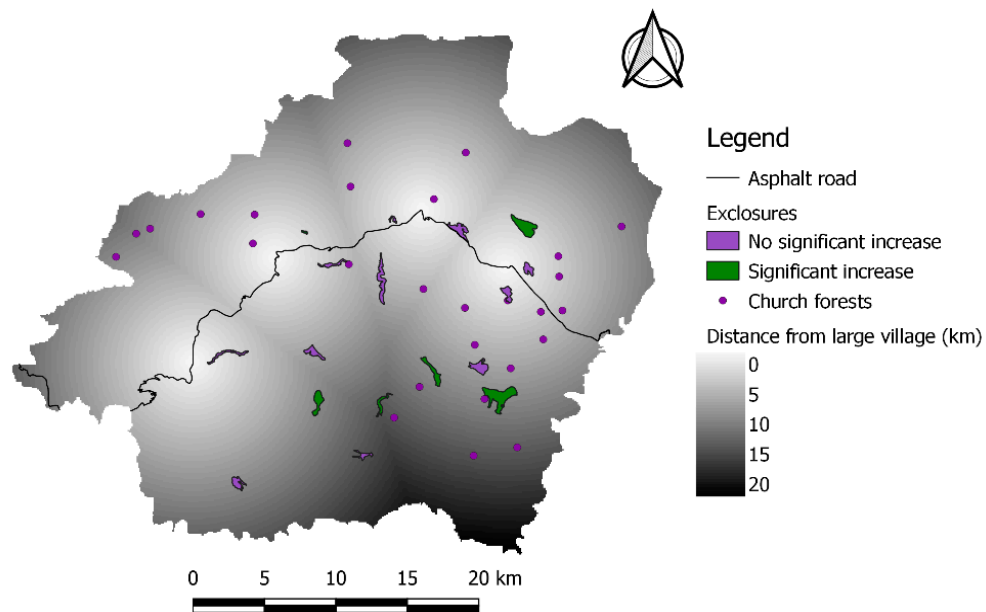 Legend
Asphalt road
Exclosures
No significant increase
Significant increase
Church forests
Distance from large village (km)
0
5
10
15
20
0 5 10 15 20 km